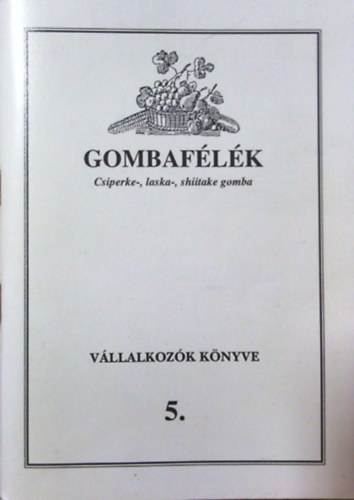 GOMBAFÉLÉK
Csiperke-, laska-, shiitake gomba
VÁLLALKOZÓK KÖNYVE
5.